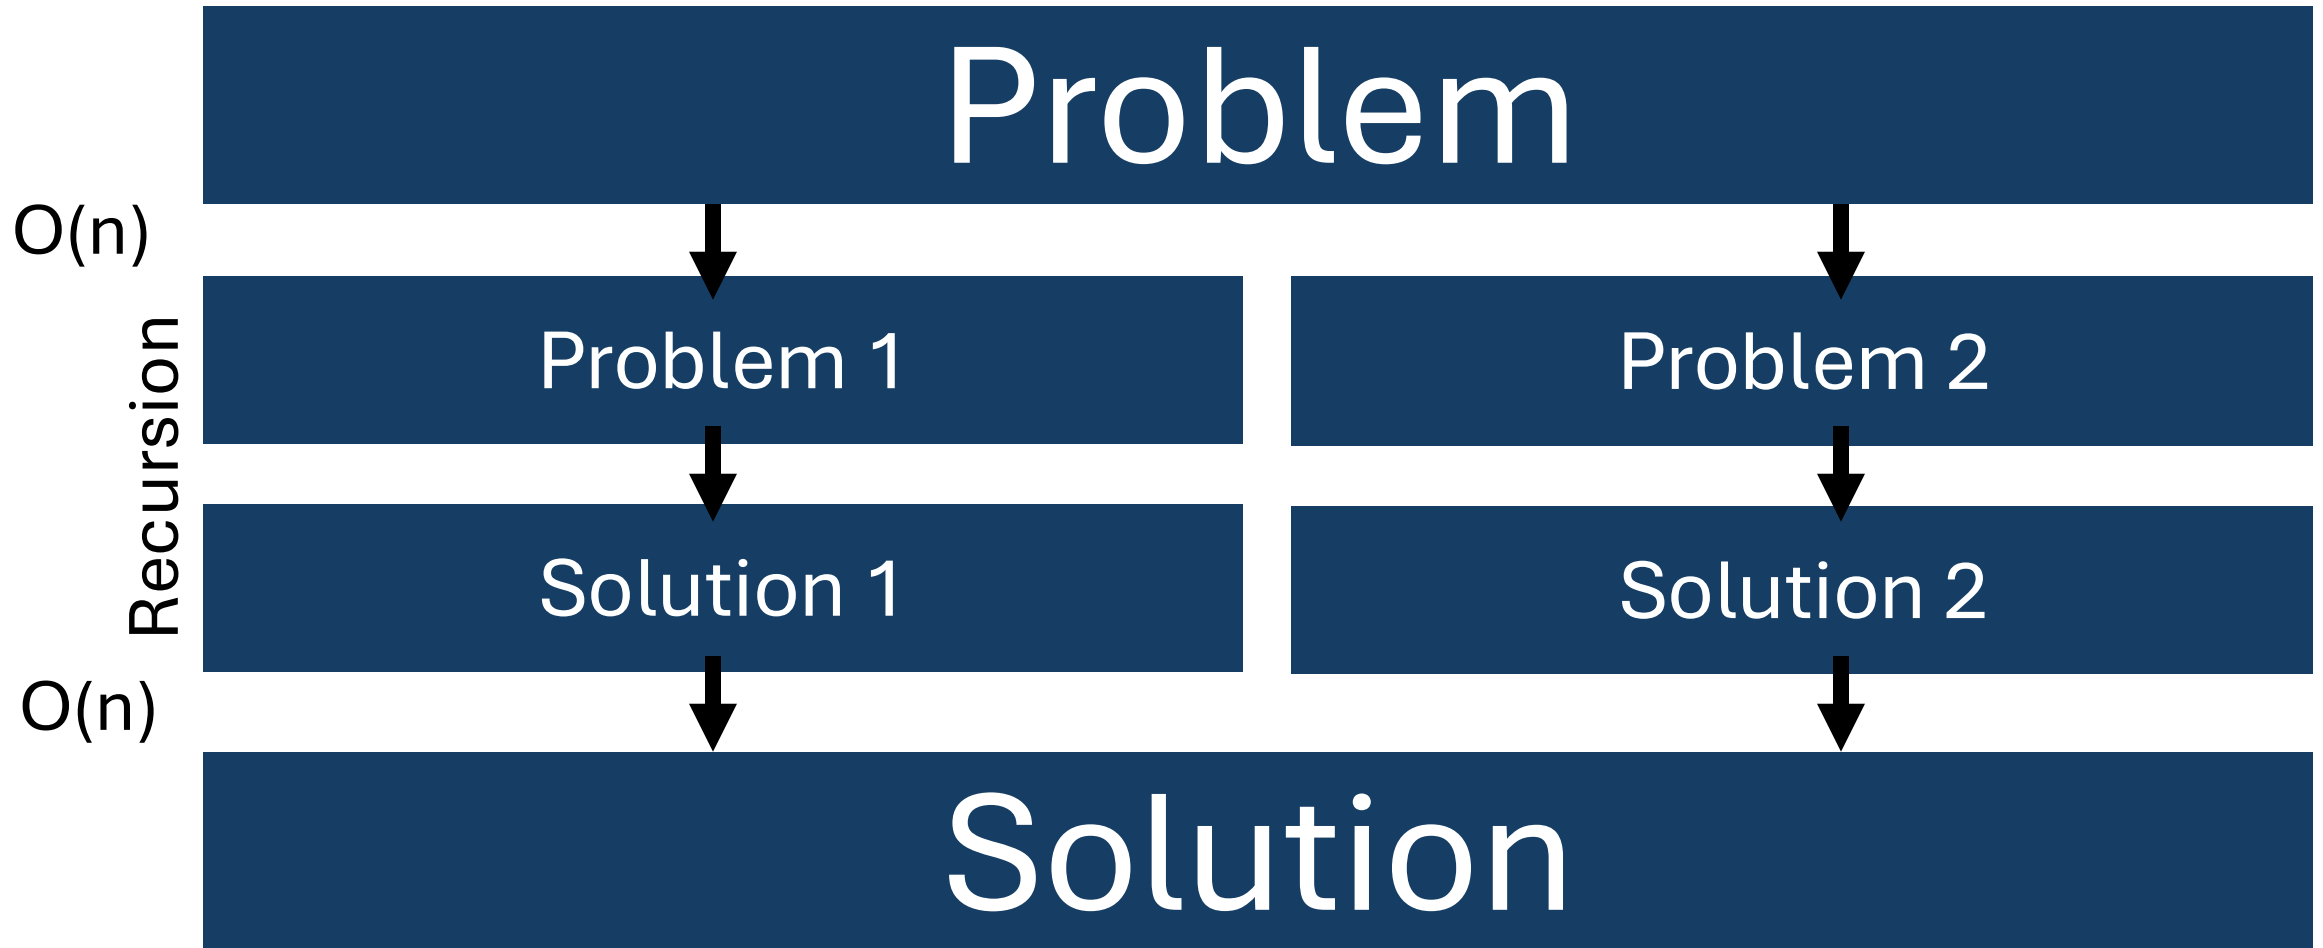 Problem
O(n)
Recursion
Problem 1
Problem 2
Solution 1
Solution 2
O(n)
Solution